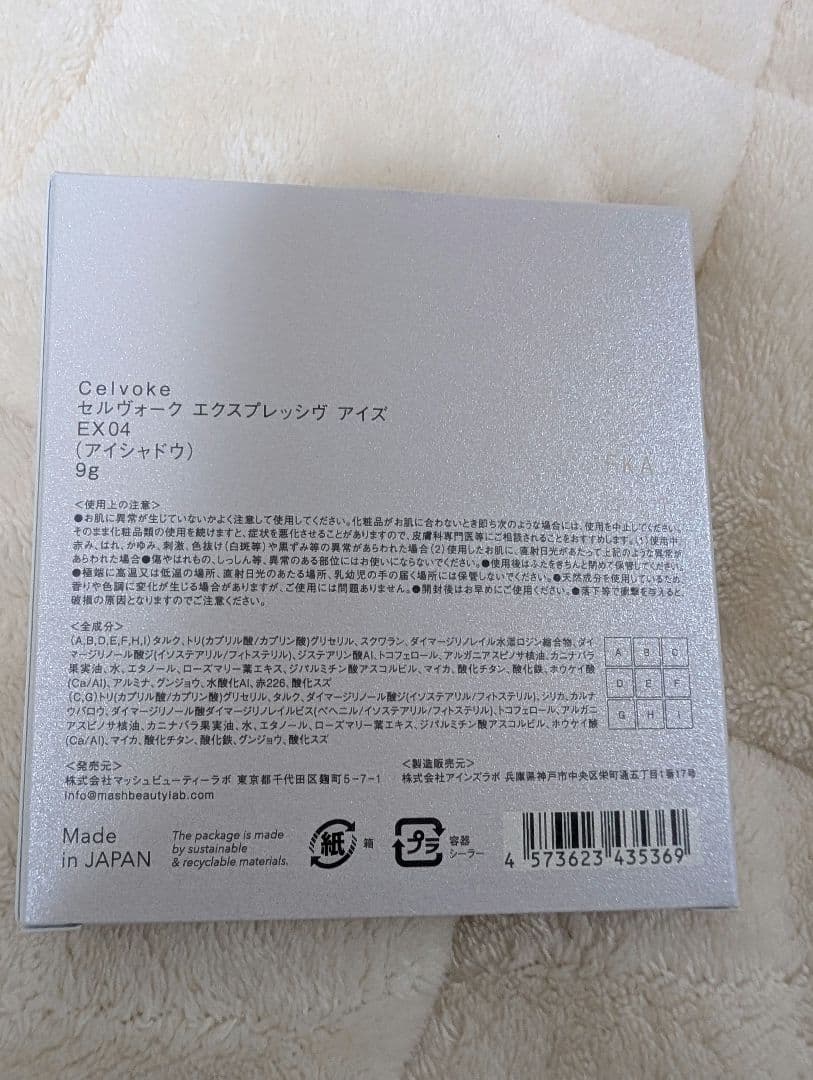 Celvoke
セルヴォーク エクスプレッシヴ アイズ
EX04
(アイシャドウ)
9g
FKA
<使用上の注意>
●お肌に異常が生じていないかよく注意して使用してください。化粧品がお肌に合わないとき即ち次のような場合には、使用を中止してください。
そのまま化粧品類の使用を続けますと、症状を悪化させることがありますので、皮膚科専門医等にご相談されることをおすすめします。(1)使用中、
赤み、はれ、かゆみ、刺激、色抜け(白斑等)や黒ずみ等の異常があらわれた場合(2)使用したお肌に、直射日光があたって上記のような異常が
あらわれた場合●傷やはれもの、しっしん等、異常のある部位にはお使いにならないでください。●使用後はふたをきちんと閉めて保管してください。
●極端に高温又は低温の場所、直射日光のあたる場所、乳幼児の手の届く場所には保管しないでください。●天然成分を使用しているため、
香りや色調に変化が生じる場合がありますが、ご使用には問題ありません。●開封後はお早めにご使用ください。●落下等で衝撃を与えると、
破損の原因となりますのでご注意ください。
<全成分>
(A,B,D,E,F,H,I)タルク、トリ(カプリル酸/カプリン酸)グリセリル、スクワラン、ダイマージリノレイル水添ロジン縮合物、ダイ
マージリノール酸ジ(イソステアリル/フィトステリル)、ジステアリン酸Al、トコフェロール、アルガニアスピノサ核油、カニナバラ
果実油、水、エタノール、ローズマリー葉エキス、ジパルミチン酸アスコルビル、マイカ、酸化チタン、酸化鉄、ホウケイ酸
(Ca/Al)、アルミナ、グンジョウ、水酸化Al、赤226、酸化スズ
(C,G)トリ(カプリル酸/カプリン酸)グリセリル、タルク、ダイマージリノール酸ジ(イソステアリル/フィトステリル)、シリカ、カルナ
ウバロウ、ダイマージリノール酸ダイマージリノレイルビス(ベヘニル/イソステアリル/フィトステリル)、トコフェロール、アルガニ
アスピノサ核油、カニナバラ果実油、水、エタノール、ローズマリー葉エキス、ジパルミチン酸アスコルビル、ホウケイ酸
(Ca/Al)、マイカ、酸化チタン、酸化鉄、グンジョウ、酸化スズ
A B C
D E F
G H I
<発売元>
株式会社マッシュビューティーラボ 東京都千代田区麹町5-7-1
info@mashbeautylab.com
<製造販売元>
株式会社アインズラボ 兵庫県神戸市中央区栄町通五丁目1番17号
Made
in JAPAN
The package is made
by sustainable
& recyclable materials.
紙
箱
プラ
容器
シーラー
4 573623 435369